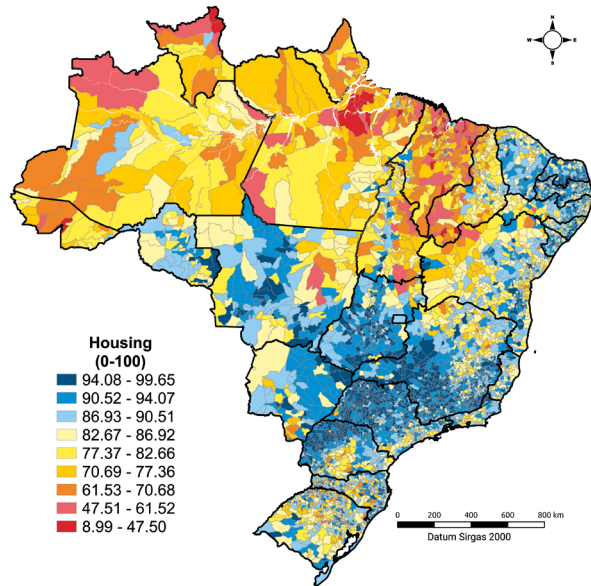 N
W E
S
Housing
(0-100)
94.08 - 99.65
90.52 - 94.07
86.93 - 90.51
82.67 - 86.92
77.37 - 82.66
70.69 - 77.36
61.53 - 70.68
47.51 - 61.52
8.99 - 47.50
0 200 400 600 800 km
Datum Sirgas 2000